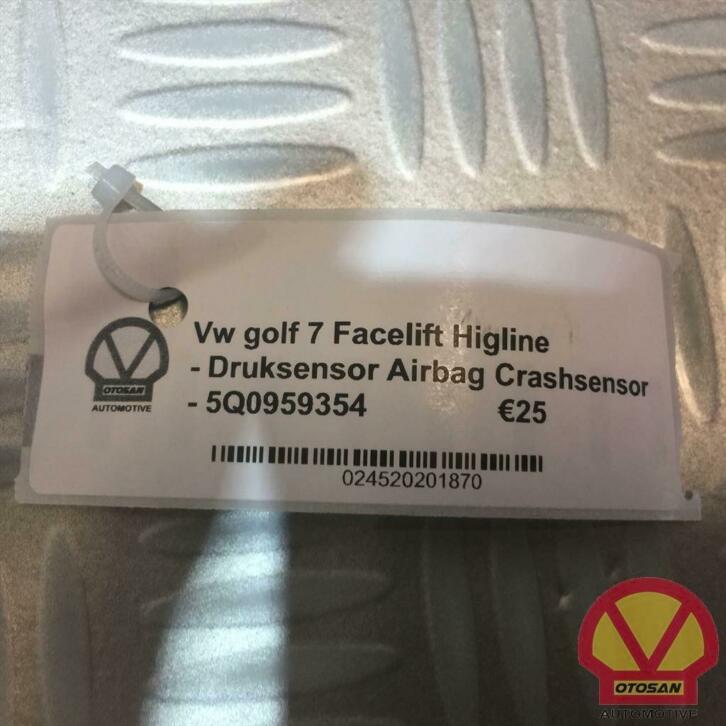 Vw golf 7 Facelift Higline
- Druksensor Airbag Crashsensor
- 5Q0959354 €25
OTOSAN
AUTOMOTIVE
024520201870
OTOSAN
AUTOMOTIVE